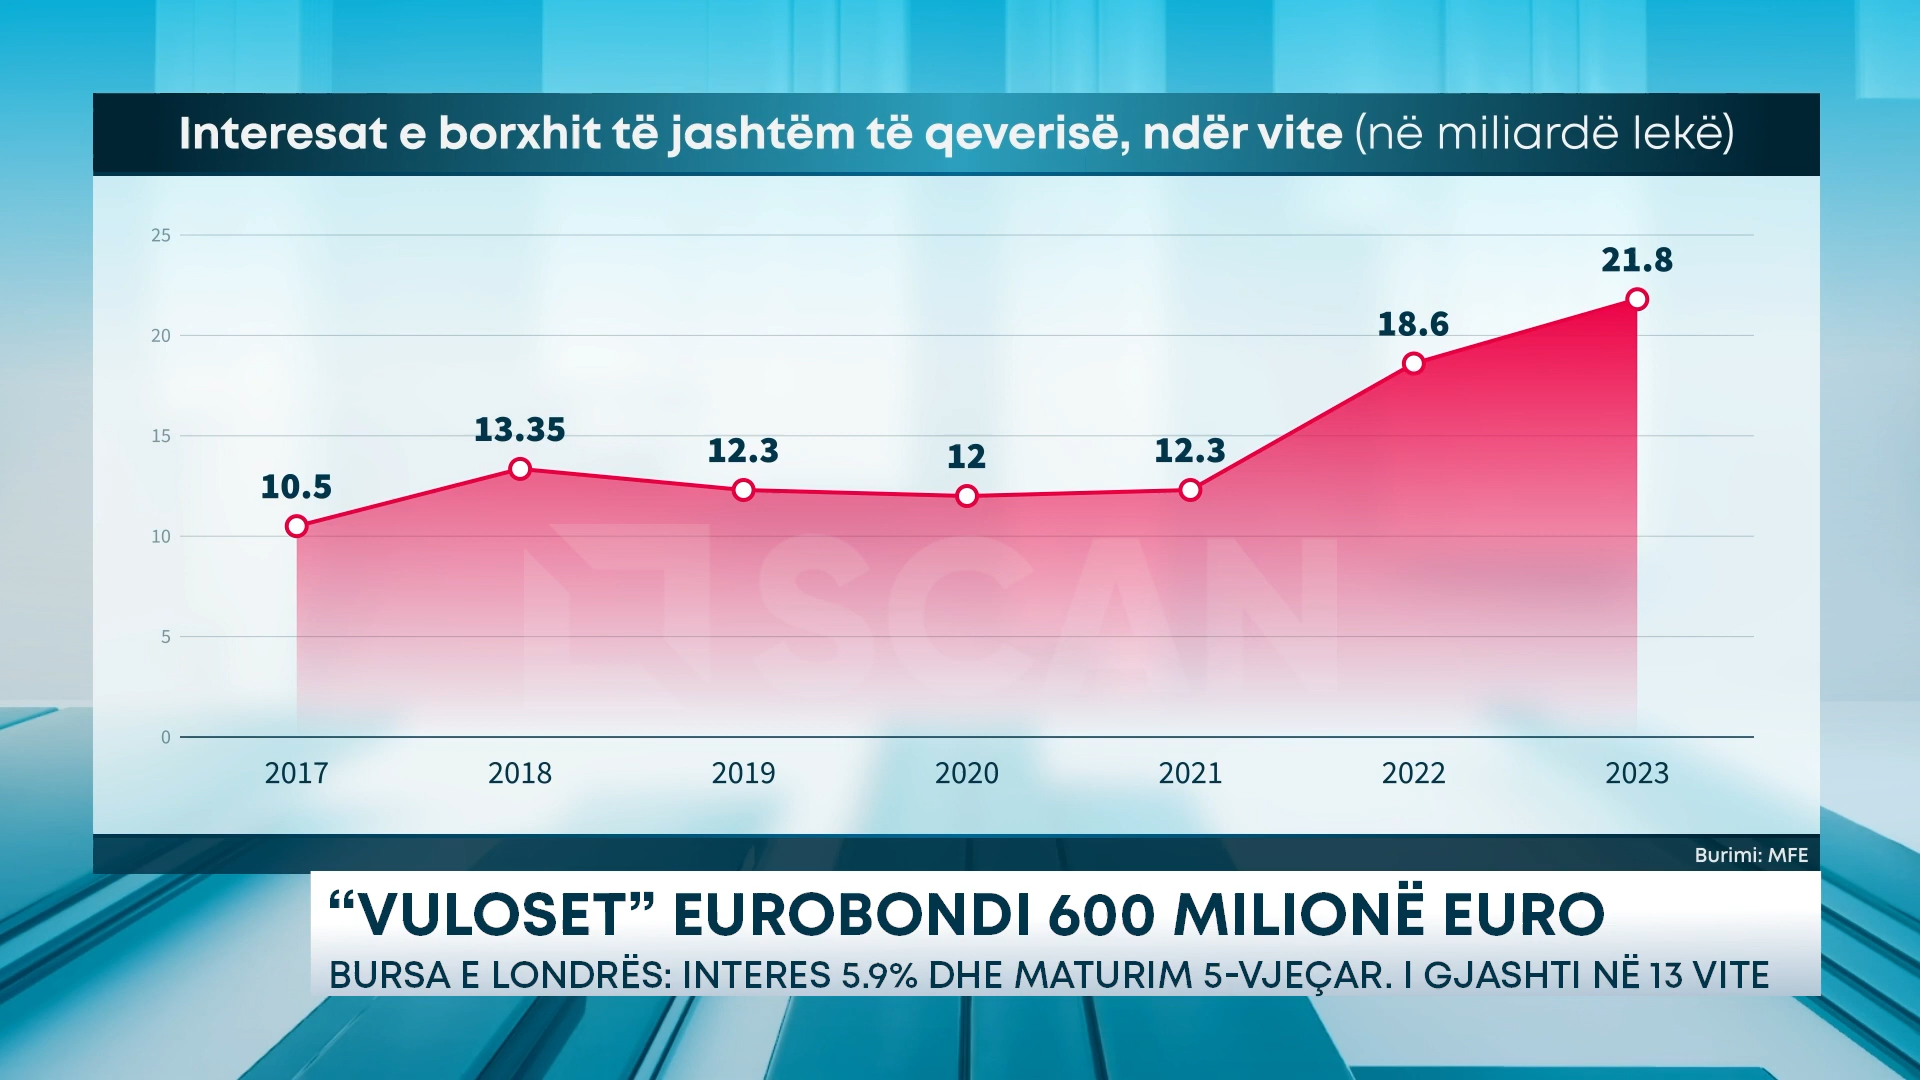 Interesat e borxhit të jashtëm të qeverisë, ndër vite (në miliardë lekë)
25
20
15
10
5
0
10.5
13.35
12.3
12
12.3
18.6
21.8
SCAN
2017 2018 2019 2020 2021 2022 2023
Burimi: MFE
“VULOSET” EUROBONDI 600 MILIONË EURO
BURSA E LONDRËS: INTERES 5.9% DHE MATURIM 5-VJEÇAR. I GJASHTI NË 13 VITE